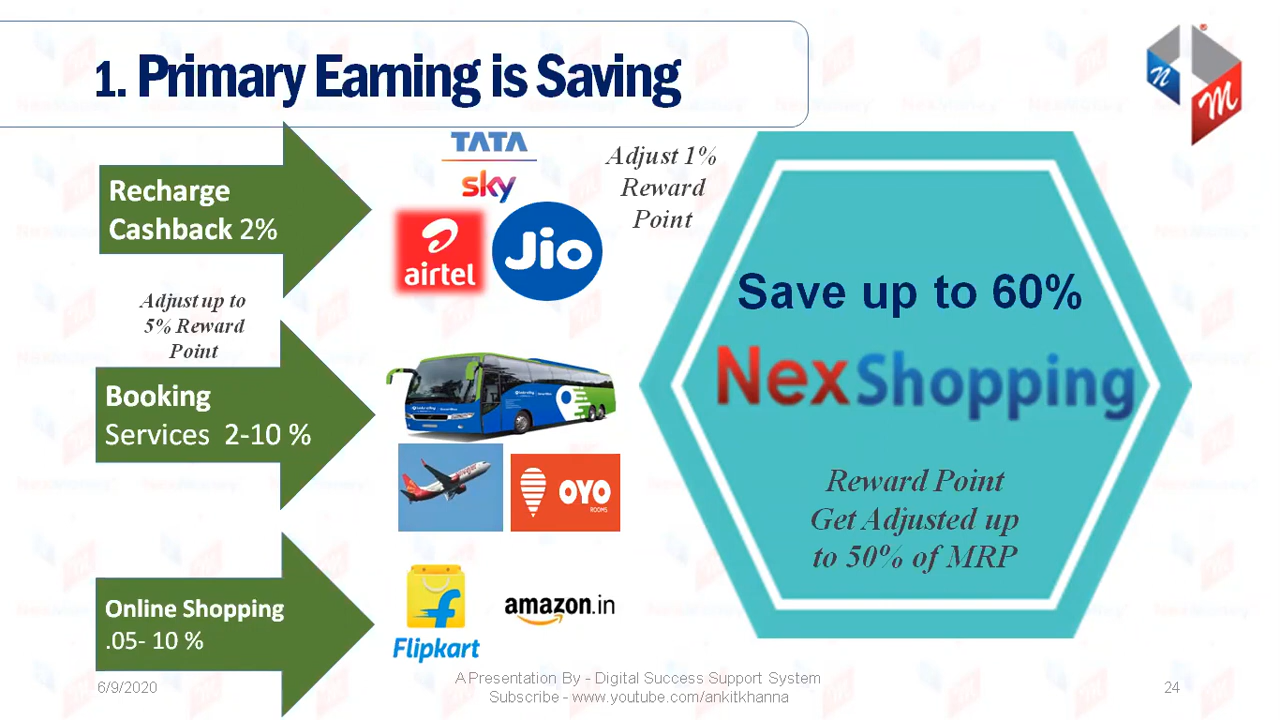 1. Primary Earning is Saving
n
M
Recharge
Cashback 2%
TATA
sky
airtel
Jio
Adjust 1%
Reward
Point
Adjust up to
5% Reward
Point
Booking
Services 2-10 %
OYO
ROOMS
Online Shopping
.05- 10 %
Flipkart
amazon.in
Save up to 60%
NexShopping
Reward Point
Get Adjusted up
to 50% of MRP
6/9/2020
A Presentation By - Digital Success Support System
Subscribe - www.youtube.com/ankitkhanna
24